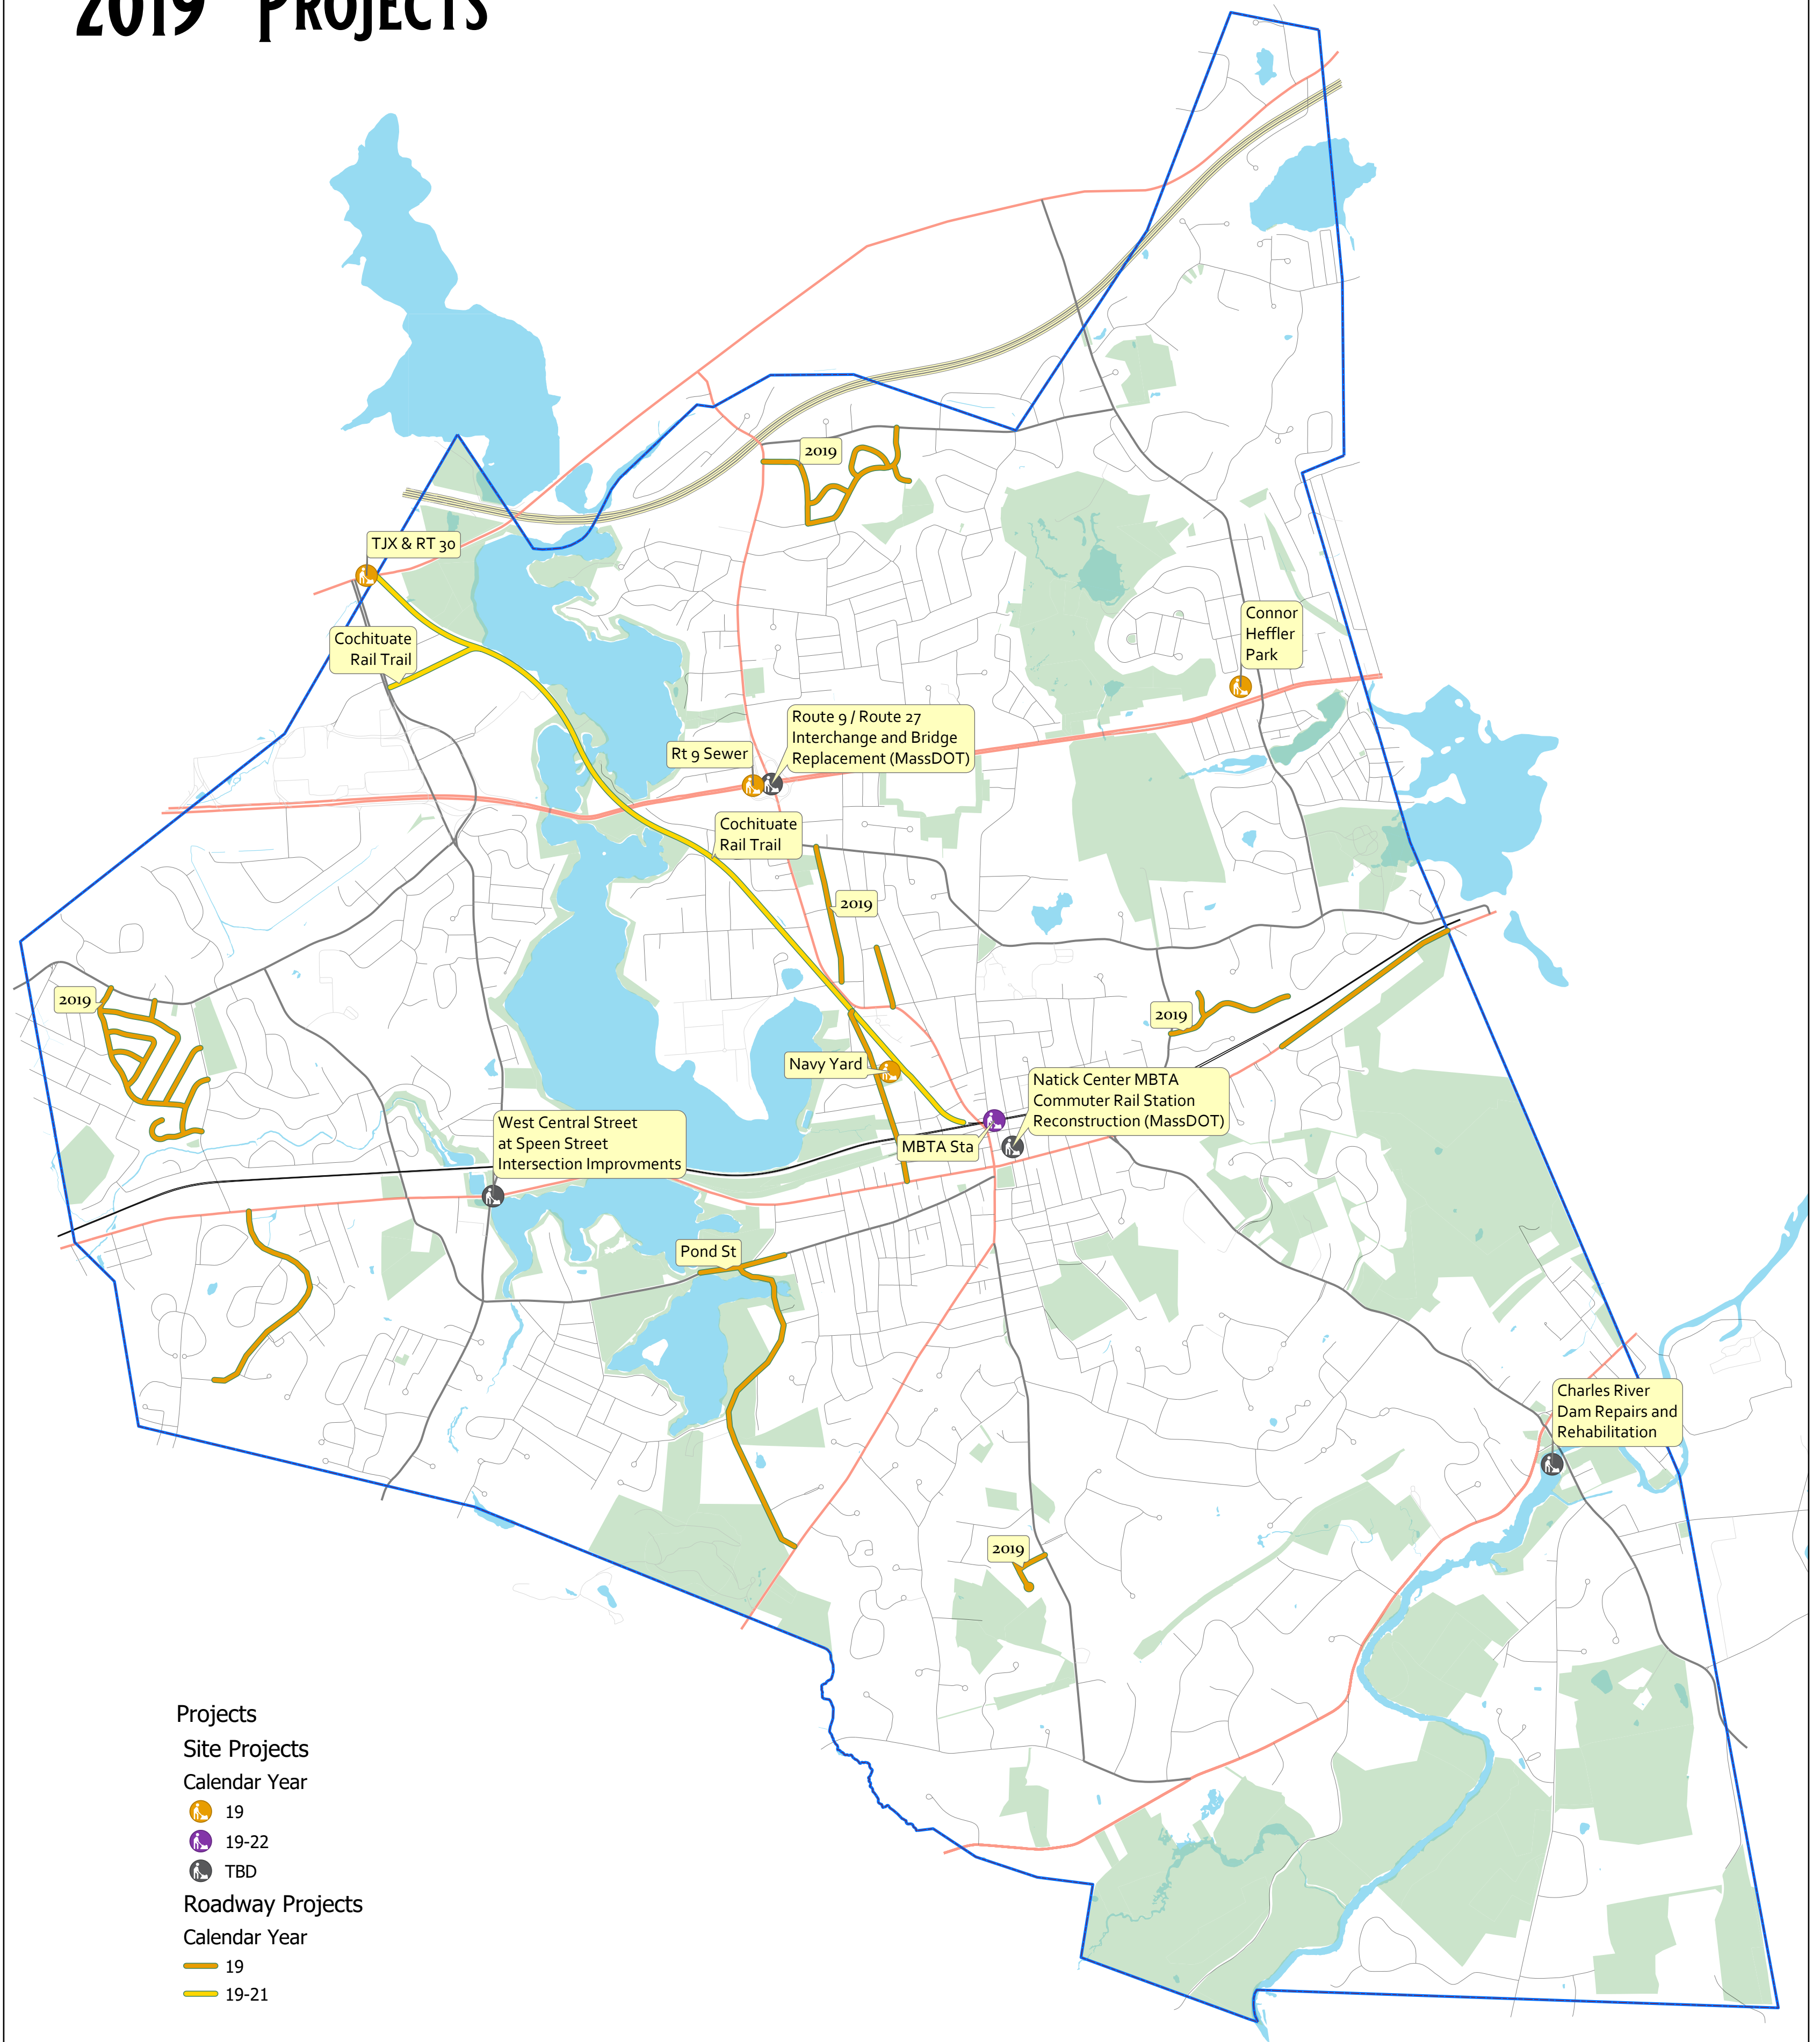 2019 PROJECTS
2019
TJX & RT 30
Cochituate
Rail Trail
Connor
Heffler
Park
Route 9 / Route 27
Interchange and Bridge
Replacement (MassDOT)
Rt 9 Sewer
Cochituate
Rail Trail
2019
2019
2019
Navy Yard
Natick Center MBTA
Commuter Rail Station
Reconstruction (MassDOT)
West Central Street
at Speen Street
Intersection Improvments
MBTA Sta
Pond St
Charles River
Dam Repairs and
Rehabilitation
2019
Projects
Site Projects
Calendar Year
19
19-22
TBD
Roadway Projects
Calendar Year
19
19-21